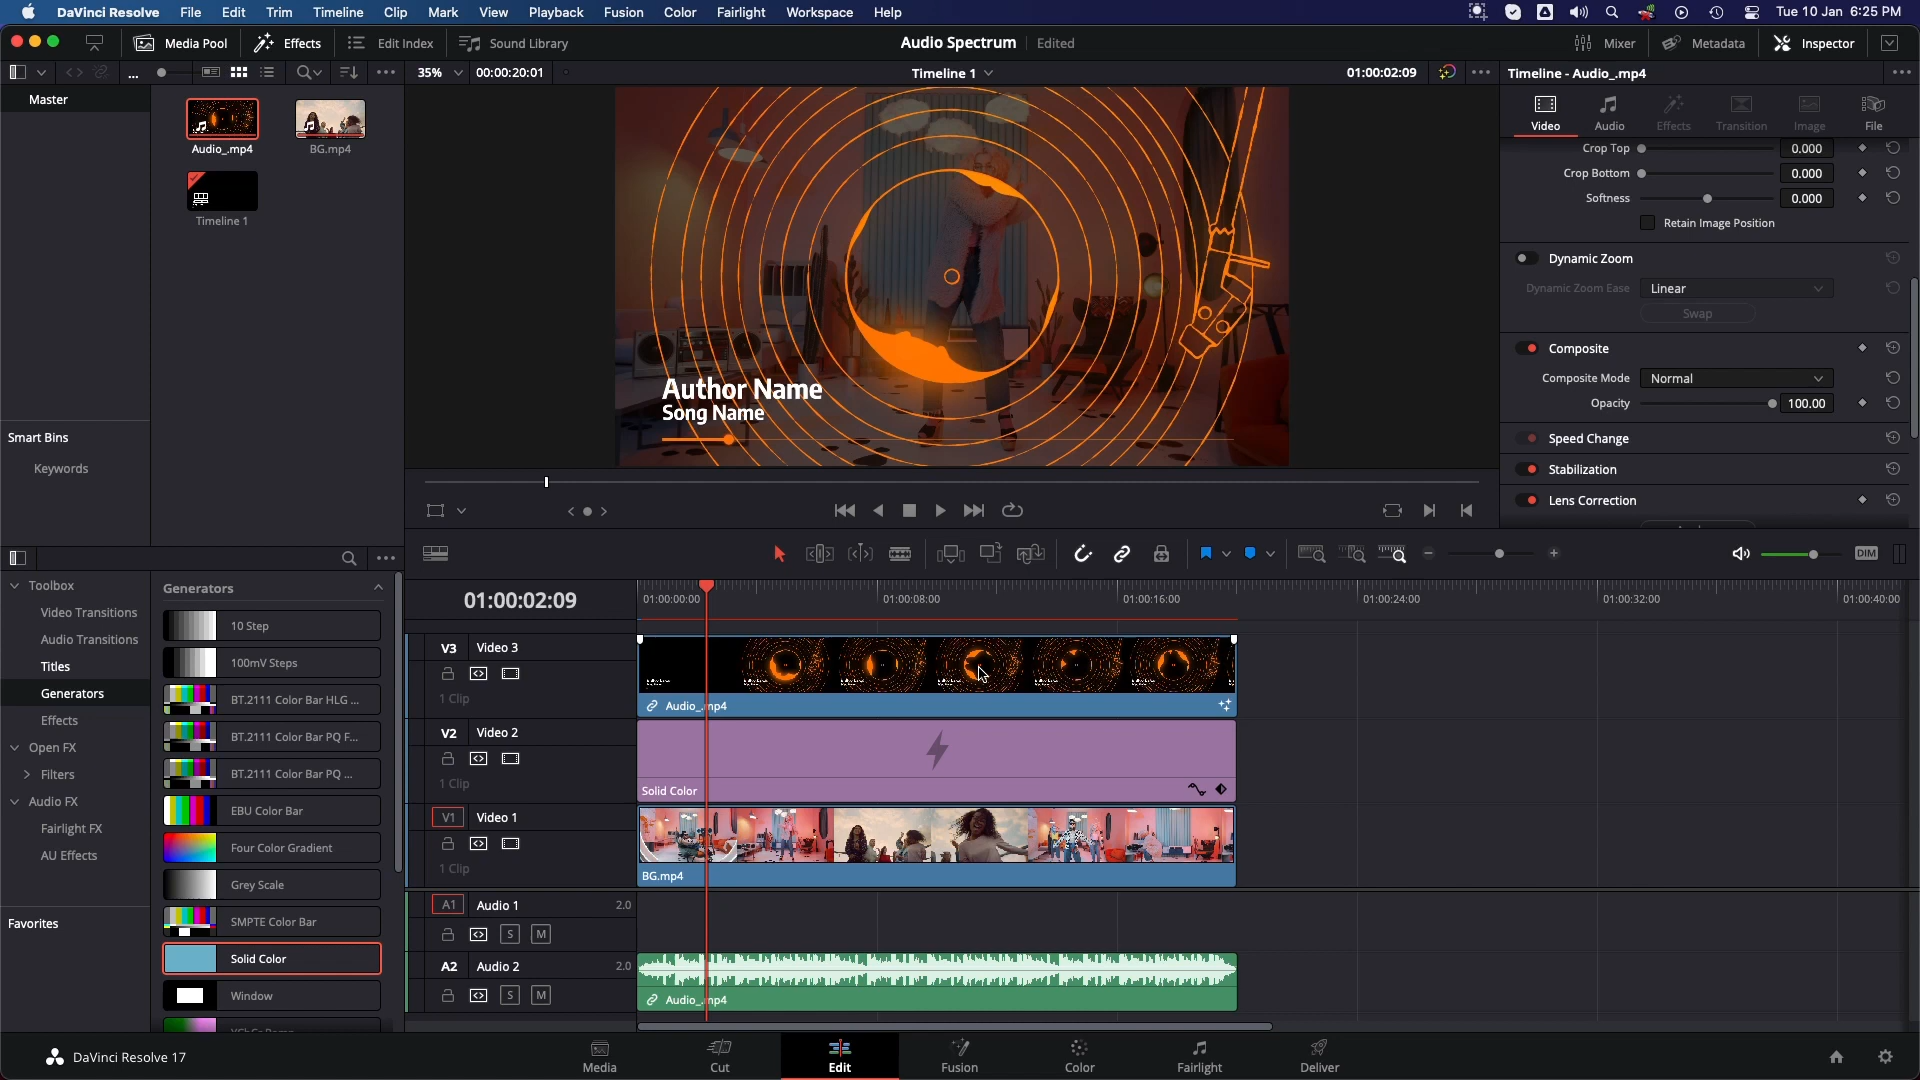 DaVinci Resolve File Edit Trim Timeline Clip Mark View Playback Fusion Color Fairlight Workspace Help Tue 10 Jan 6:25 PM
Media Pool Effects Edit Index Sound Library Audio Spectrum Edited Mixer Metadata Inspector
35% 00:00:20:01 Timeline 1 01:00:02:09 Timeline - Audio_.mp4
Master
Audio_.mp4 BG.mp4
Timeline 1
Smart Bins
Keywords
Author Name
Song Name
Video Audio Effects Transition Image File
Crop Top 0.000
Crop Bottom 0.000
Softness 0.000
Retain Image Position
Dynamic Zoom
Dynamic Zoom Ease Linear
Swap
Composite
Composite Mode Normal
Opacity 100.00
Speed Change
Stabilization
Lens Correction
DIM
Toolbox
Video Transitions
Audio Transitions
Titles
Generators
Effects
Open FX
Filters
Audio FX
Fairlight FX
AU Effects
Favorites
Generators
10 Step
100mV Steps
BT.2111 Color Bar HLG ...
BT.2111 Color Bar PQ F...
BT.2111 Color Bar PQ ...
EBU Color Bar
Four Color Gradient
Grey Scale
SMPTE Color Bar
Solid Color
Window
01:00:02:09
01:00:00:00 01:00:08:00 01:00:16:00 01:00:24:00 01:00:32:00 01:00:40:00
V3 Video 3
1 Clip
Audio_.mp4
V2 Video 2
1 Clip
Solid Color
V1 Video 1
1 Clip
BG.mp4
A1 Audio 1 2.0
S M
A2 Audio 2 2.0
S M
Audio_.mp4
DaVinci Resolve 17
Media Cut Edit Fusion Color Fairlight Deliver